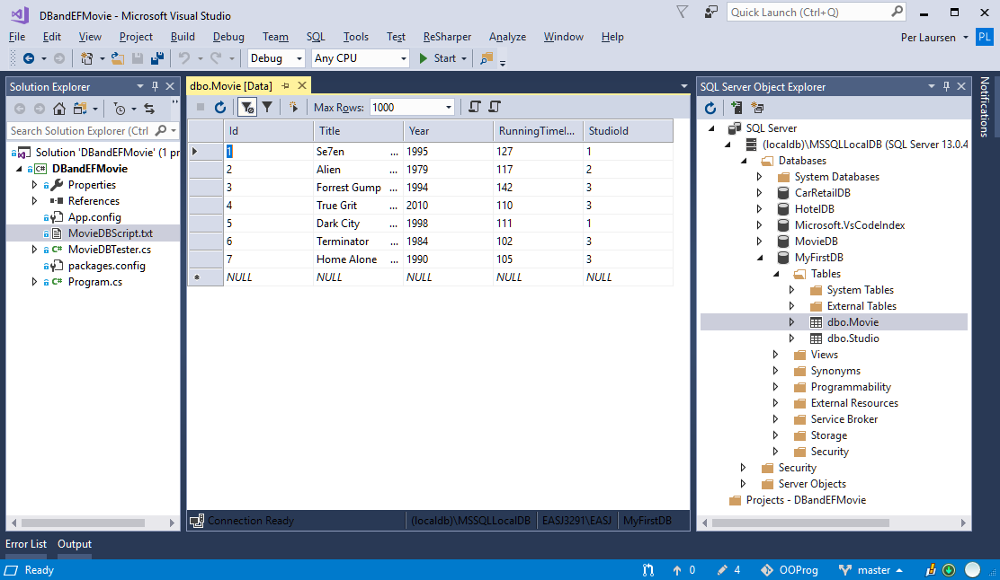 DBandEFMovie - Microsoft Visual Studio
Quick Launch (Ctrl+Q)
File Edit View Project Build Debug Team SQL Tools Test ReSharper Analyze Window Help
Per Laursen PL
Debug Any CPU Start
Solution Explorer
Search Solution Explorer (Ctrl
Solution 'DBandEFMovie' (1 pr
DBandEFMovie
Properties
References
App.config
MovieDBScript.txt
MovieDBTester.cs
packages.config
Program.cs
dbo.Movie [Data]
Max Rows: 1000
Id Title Year RunningTimeI... StudioId
1 Se7en ... 1995 127 1
2 Alien ... 1979 117 2
3 Forrest Gump ... 1994 142 3
4 True Grit ... 2010 110 3
5 Dark City ... 1998 111 1
6 Terminator ... 1984 102 3
7 Home Alone ... 1990 105 3
NULL NULL NULL NULL NULL
Connection Ready (localdb)\MSSQLLocalDB EASJ3291\EASJ MyFirstDB
SQL Server Object Explorer
SQL Server
(localdb)\MSSQLLocalDB (SQL Server 13.0.4
Databases
System Databases
CarRetailDB
HotelDB
Microsoft.VsCodeIndex
MovieDB
MyFirstDB
Tables
System Tables
External Tables
dbo.Movie
dbo.Studio
Views
Synonyms
Programmability
External Resources
Service Broker
Storage
Security
Security
Server Objects
Projects - DBandEFMovie
Notifications
Error List Output
Ready 0 4 OOProg master